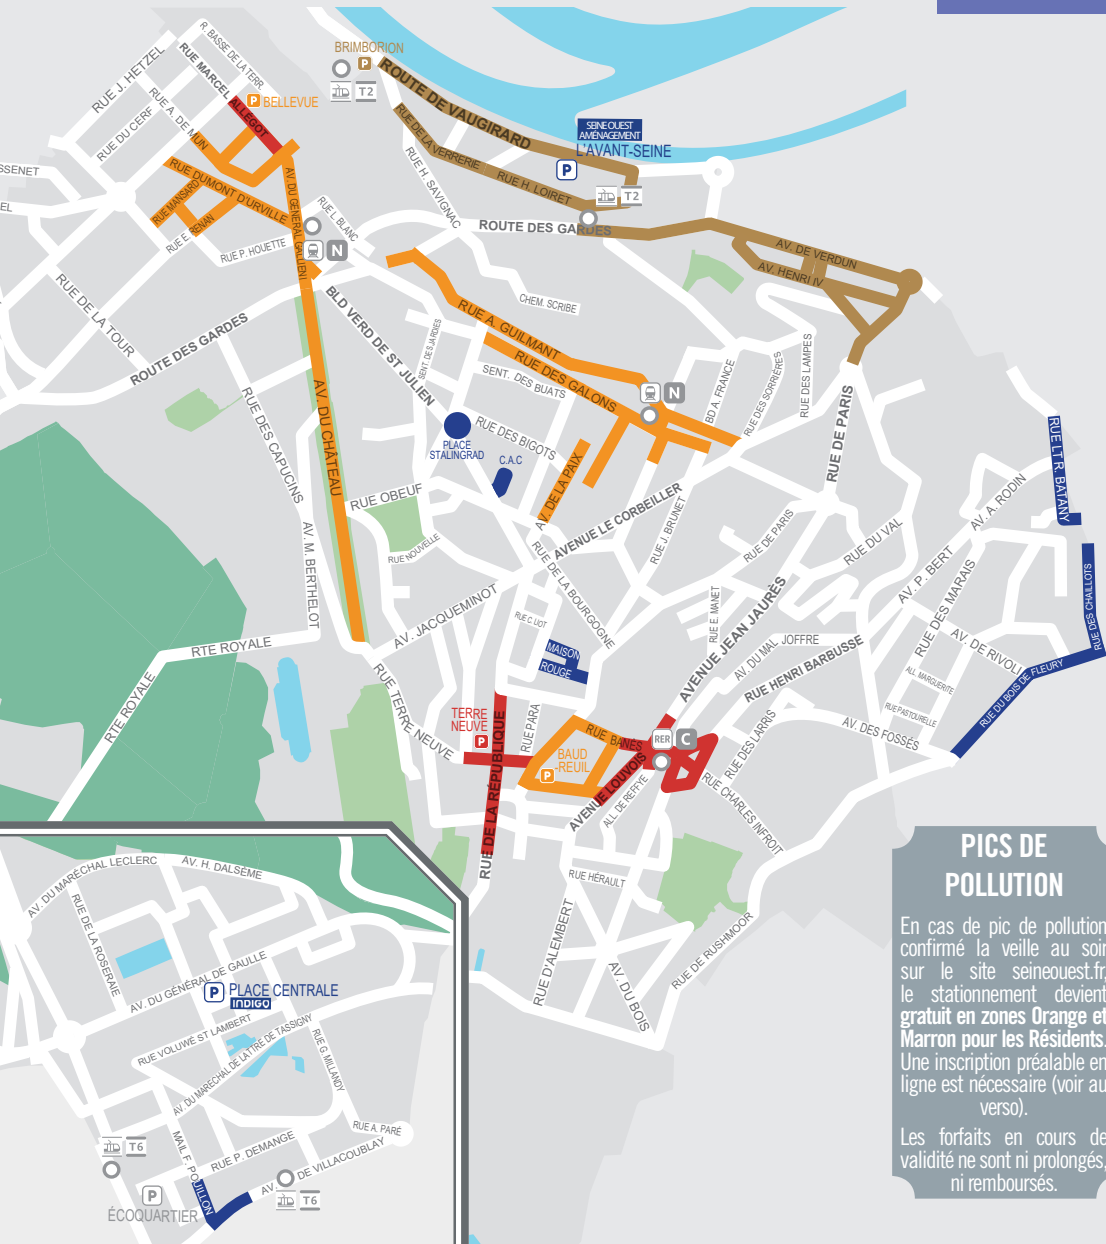 BRIMBORION
P
T2
R. BASSE DE LA TERR.
RUE MARCEL ALLÉGOT
RUE J. HETZEL
RUE A. DE MUN
RUE DU CERF
P BELLEVUE
ROUTE DE VAUGIRARD
RUE DE LA VERRERIE
SEINE OUEST
AMÉNAGEMENT
L'AVANT-SEINE
P
RUE H. LOIRET
T2
RUE H. SAVIGNAC
SSENET
EL
RUE DUMONT D'URVILLE
RUE MANSARD
RUE E. RENAN
RUE P. HOUETTE
AV. DU GENERAL GALLIENI
RUE L. BLANC
N
ROUTE DES GARDES
AV. DE VERDUN
AV. HENRI IV
RUE DE LA TOUR
ROUTE DES GARDES
BLD VERD DE ST JULIEN
CHEM. SCRIBE
RUE A. GUILMANT
RUE DES GALONS
SENT. DES JARDIES
SENT. DES BUATS
N
BD A. FRANCE
RUE DES SORRIÈRES
RUE DES LAMPES
RUE DE PARIS
RUE DES CAPUCINS
AV. DU CHÂTEAU
PLACE
STALINGRAD
RUE DES BIGOTS
C.A.C
AV. DE LA PAIX
RUE OBEUF
RUE NOUVELLE
AVENUE LE CORBEILLER
RUE J. BRUNET
RUE DE PARIS
RUE DU VAL
AV. A. RODIN
RUE LT R. BATANY
AV. M. BERTHELOT
RUE DE LA BOURGOGNE
AV. P. BERT
RUE DES MARAIS
RUE DES CHAILLOTS
AV. JACQUEMINOT
RUE C. LIOT
RUE E. MANET
AVENUE JEAN JAURÈS
AV. DU MAL JOFFRE
RUE HENRI BARBUSSE
AV. DE RIVOLI
ALL. MARGUERITE
RUE PASTOURELLE
RUE DU BOIS DE FLEURY
AV. DES FOSSÉS
RTE ROYALE
RTE ROYALE
RUE TERRE NEUVE
MAISON
ROUGE
TERRE
NEUVE
P
RUE PARA
RUE DE LA RÉPUBLIQUE
RUE BANÈS
BAUD
-REUIL
P
RER C
AVENUE LOUVOIS
ALL. DE REFFYE
RUE DES LARRIS
RUE CHARLES INFROIT
RUE HÉRAULT
RUE D'ALEMBERT
AV. DU BOIS
RUE DE RUSHMOOR
AV. DU MARÉCHAL LECLERC
AV. H. DALSÈME
RUE DE LA ROSERAIE
AV. DU GÉNÉRAL DE GAULLE
P PLACE CENTRALE
INDIGO
RUE VOLUWE ST LAMBERT
AV. DU MARÉCHAL DE LATTRE DE TASSIGNY
RUE G. MILLANDY
RUE A. PARÉ
T6
MAIL F. POUILLON
RUE P. DEMANGE
AV. DE VILLACOUBLAY
P
ÉCOQUARTIER
T6
PICS DE
POLLUTION
En cas de pic de pollution
confirmé la veille au soir
sur le site seineouest.fr,
le stationnement devient
gratuit en zones Orange et
Marron pour les Résidents.
Une inscription préalable en
ligne est nécessaire (voir au
verso).
Les forfaits en cours de
validité ne sont ni prolongés,
ni remboursés.